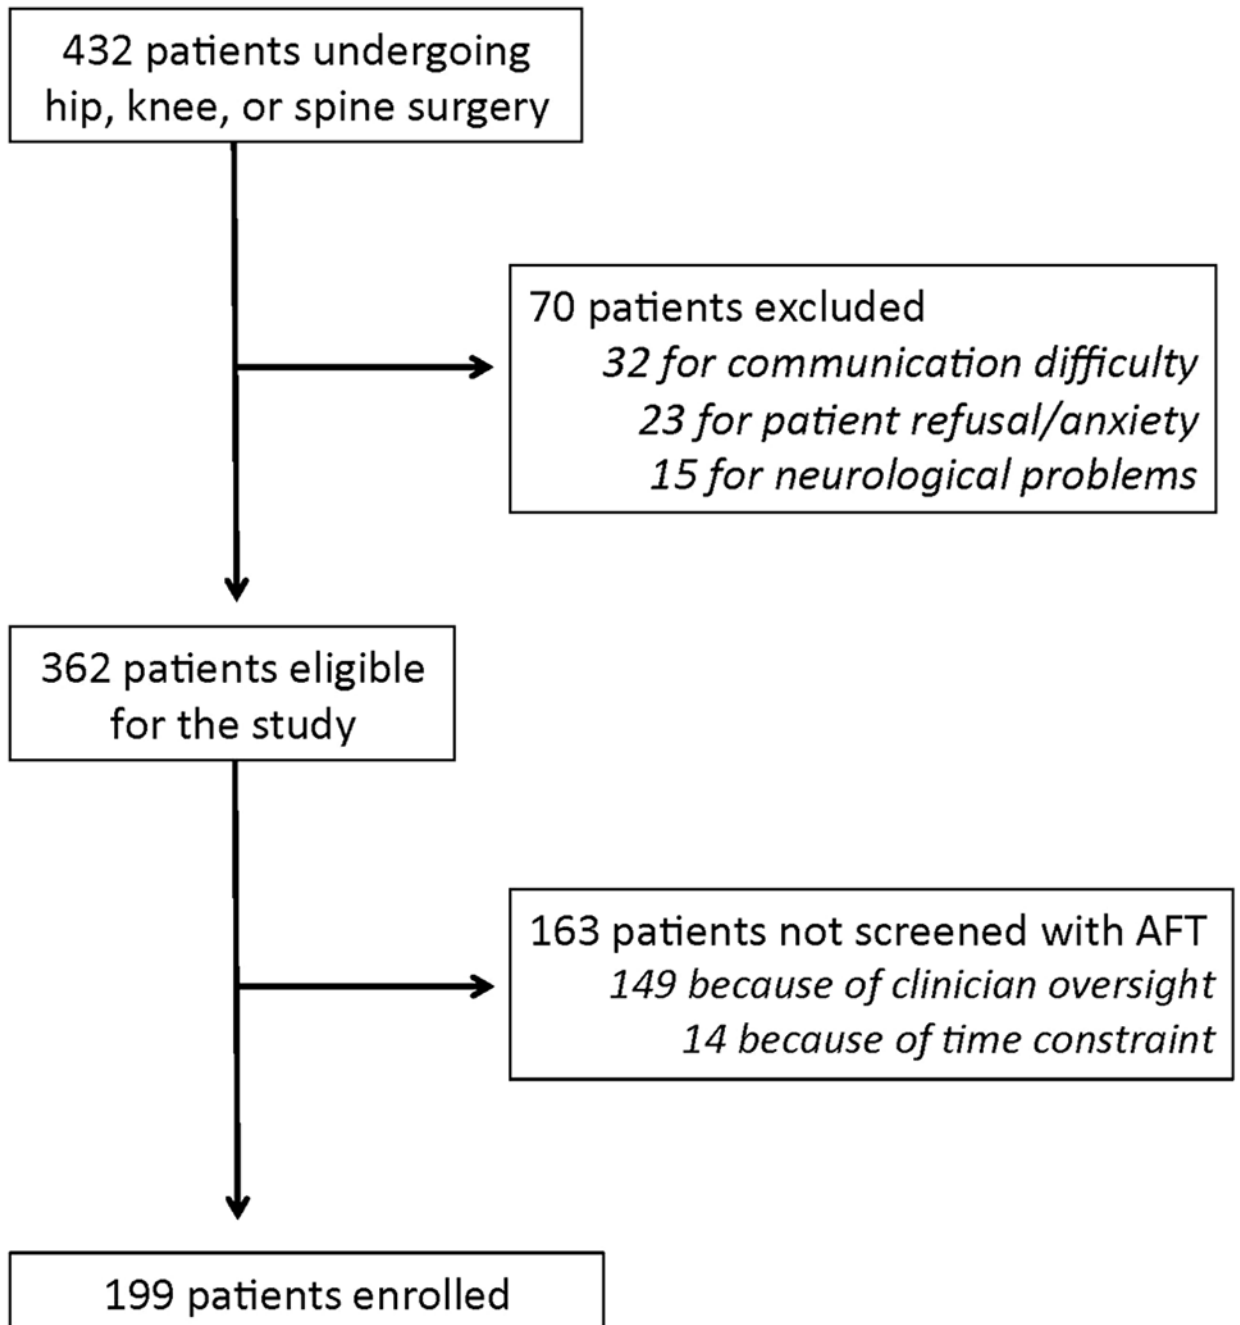 432 patients undergoing
hip, knee, or spine surgery
70 patients excluded
32 for communication difficulty
23 for patient refusal/anxiety
15 for neurological problems
362 patients eligible
for the study
163 patients not screened with AFT
149 because of clinician oversight
14 because of time constraint
199 patients enrolled